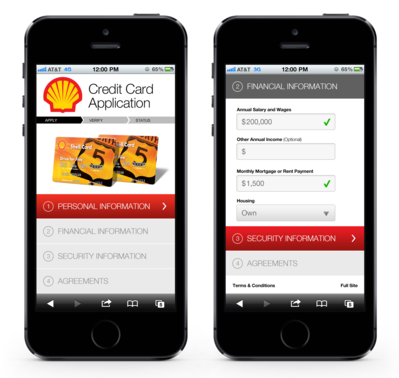 AT&T 4G 12:00 PM 65%
Credit Card
Application
APPLY VERIFY STATUS
Shell Card
5
5
1 PERSONAL INFORMATION
2 FINANCIAL INFORMATION
3 SECURITY INFORMATION
4 AGREEMENTS
AT&T 3G 12:00 PM 65%
2 FINANCIAL INFORMATION
Annual Salary and Wages
$200,000
Other Annual Income (Optional)
$
Monthly Mortgage or Rent Payment
$1,500
Housing
Own
3 SECURITY INFORMATION
4 AGREEMENTS
Terms & Conditions Full Site